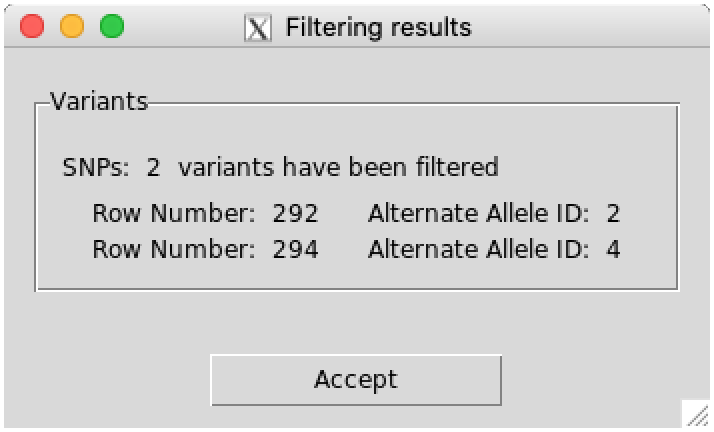 Filtering results
Variants
SNPs: 2 variants have been filtered
Row Number: 292 Alternate Allele ID: 2
Row Number: 294 Alternate Allele ID: 4
Accept